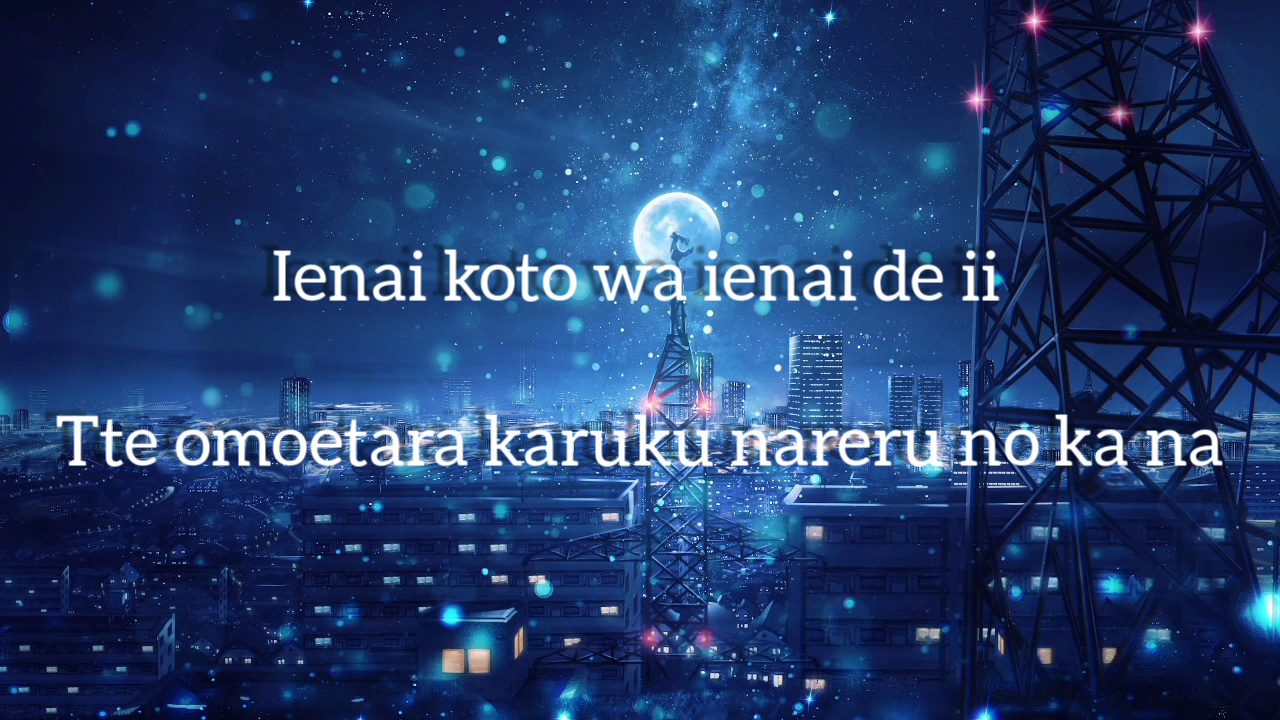 Ienai koto wa ienai de ii
Tte omoetara karuku nareru no ka na